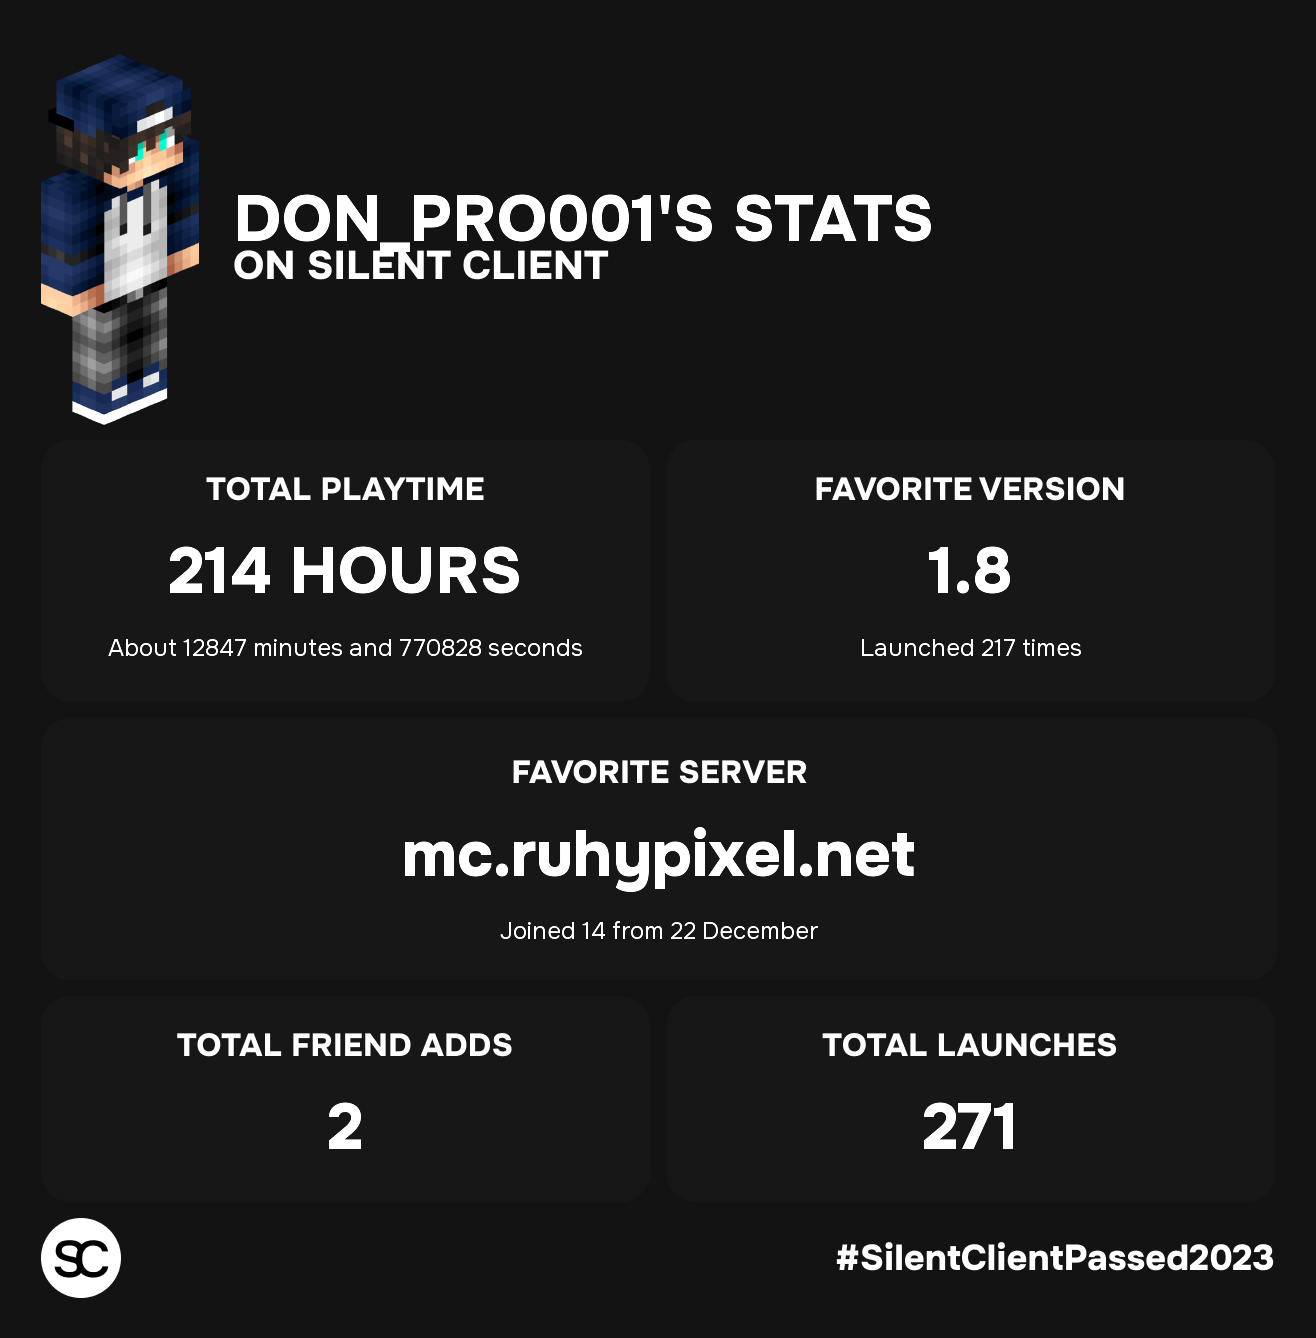 DON_PRO001'S STATS
ON SILENT CLIENT
TOTAL PLAYTIME
214 HOURS
About 12847 minutes and 770828 seconds
FAVORITE VERSION
1.8
Launched 217 times
FAVORITE SERVER
mc.ruhypixel.net
Joined 14 from 22 December
TOTAL FRIEND ADDS
2
TOTAL LAUNCHES
271
SC
#SilentClientPassed2023